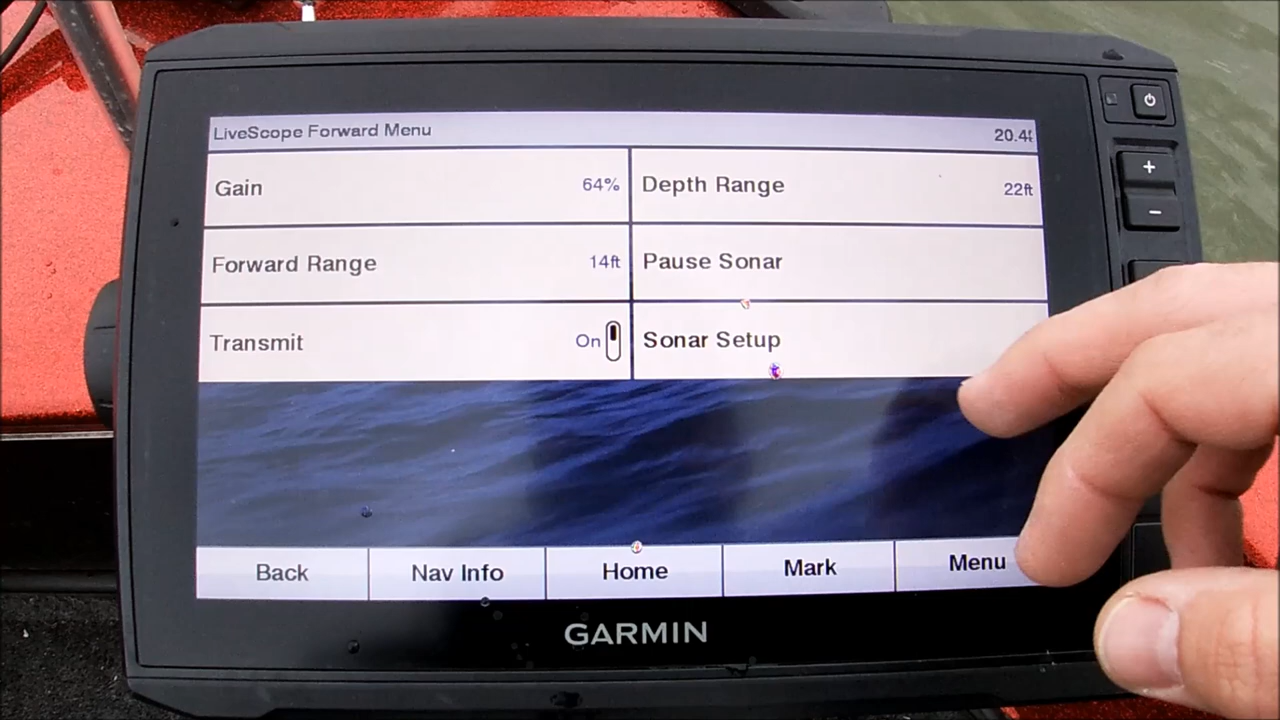 LiveScope Forward Menu 20.4f
Gain 64% Depth Range 22ft
Forward Range 14ft Pause Sonar
Transmit On Sonar Setup
Back Nav Info Home Mark Menu
GARMIN
+
-